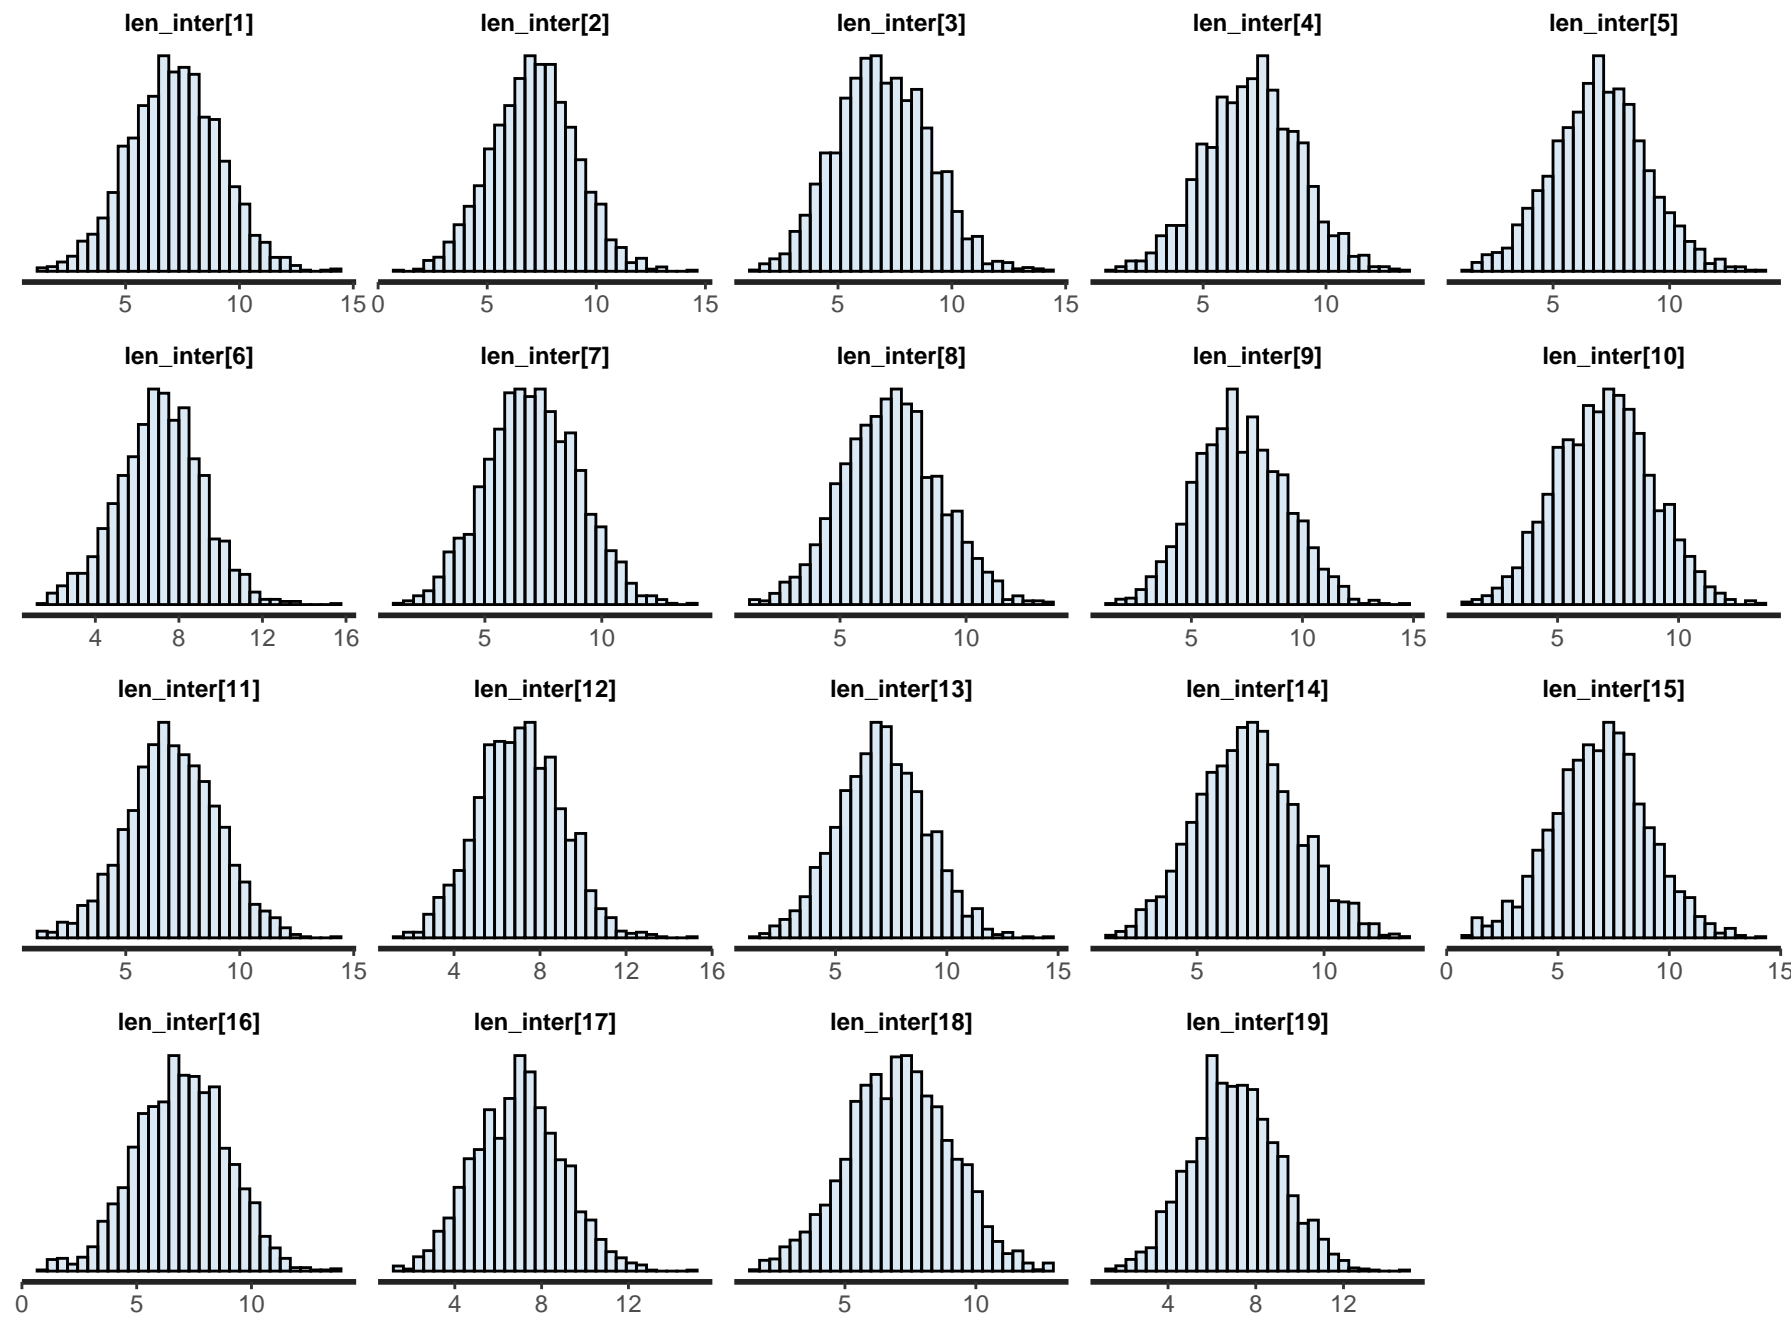 len_inter[1] len_inter[2] len_inter[3] len_inter[4] len_inter[5]
5 10 15 0 5 10 15 5 10 15 5 10 5 10
len_inter[6] len_inter[7] len_inter[8] len_inter[9] len_inter[10]
4 8 12 16 5 10 5 10 5 10 15 5 10
len_inter[11] len_inter[12] len_inter[13] len_inter[14] len_inter[15]
5 10 15 4 8 12 16 5 10 15 5 10 0 5 10 15
len_inter[16] len_inter[17] len_inter[18] len_inter[19]
0 5 10 4 8 12 5 10 4 8 12